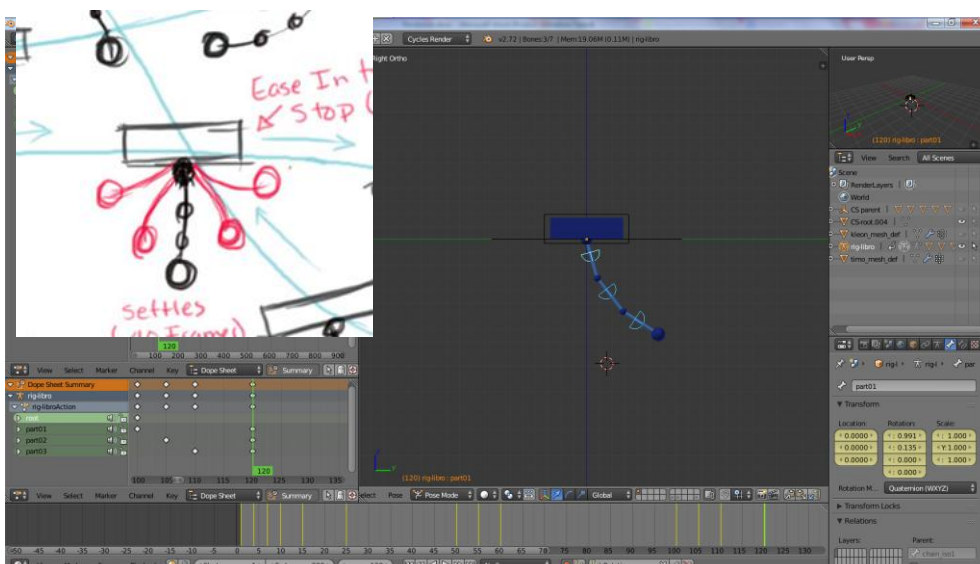 Cycles Render
v2.72 | Bones:3/7 | Mem:19.06M (0.11M) | rig-libro
Ease In t
Stop (
settles
Right Ortho
User Persp
(120) rig-libro : part01
View Search All Scenes
Scene
RenderLayers
World
CS parent
CS-root.004
kleon_mesh_def
rig-libro
timo_mesh_def
120
100 200 300 400 500 600 700 800 900
View Select Marker Channel Key Dope Sheet Summary
Dope Sheet Summary
rig-libro
rig-libroAction
root
part01
part02
part03
120
100 105 110 115 120 125 130 135
View Select Marker Channel Key Dope Sheet Summary
(120) rig-libro : part01
elect Pose Pose Mode Global
rig-l rig-l par
part01
Transform
Location: Rotation: Scale:
0.0000 0.991 1.000
0.0000 0.135 Y:1.000
0.0000 0.000 1.000
0.000
Rotation M... Quaternion (WXYZ)
Transform Locks
Relations
Layers: Parent:
-50 -45 -40 -35 -30 -25 -20 -15 -10 -5 0 5 10 15 20 25 30 35 40 45 50 55 60 65 70 75 80 85 90 95 100 105 110 115 120 125 130